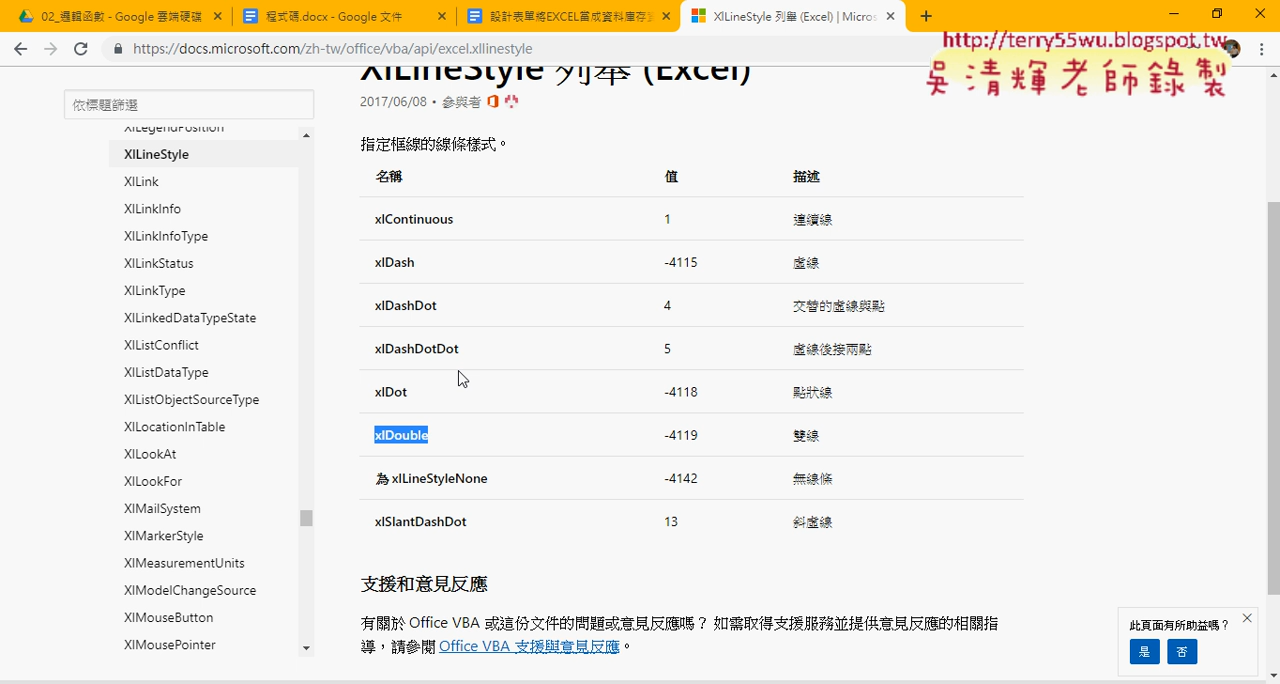 02_邏輯函數 - Google 雲端硬碟
程式碼.docx - Google 文件
設計表單將EXCEL當成資料庫存
XlLineStyle 列舉 (Excel) | Micros
https://docs.microsoft.com/zh-tw/office/vba/api/excel.xllinestyle
http://terry55wu.blogspot.tw
吳清輝老師錄製
依標題篩選
XlLegendPosition
XlLineStyle
XlLink
XlLinkInfo
XlLinkInfoType
XlLinkStatus
XlLinkType
XlLinkedDataTypeState
XlListConflict
XlListDataType
XlListObjectSourceType
XlLocationInTable
XlLookAt
XlLookFor
XlMailSystem
XlMarkerStyle
XlMeasurementUnits
XlModelChangeSource
XlMouseButton
XlMousePointer
XlLineStyle 列舉 (Excel)
2017/06/08 • 參與者
指定框線的線條樣式。
名稱 值 描述
xlContinuous 1 連續線
xlDash -4115 虛線
xlDashDot 4 交替的虛線與點
xlDashDotDot 5 虛線後接兩點
xlDot -4118 點狀線
xlDouble -4119 雙線
為 xlLineStyleNone -4142 無線條
xlSlantDashDot 13 斜虛線
支援和意見反應
有關於 Office VBA 或這份文件的問題或意見反應嗎？ 如需取得支援服務並提供意見反應的相關指
導，請參閱 Office VBA 支援與意見反應。
此頁面有所助益嗎？
是 否